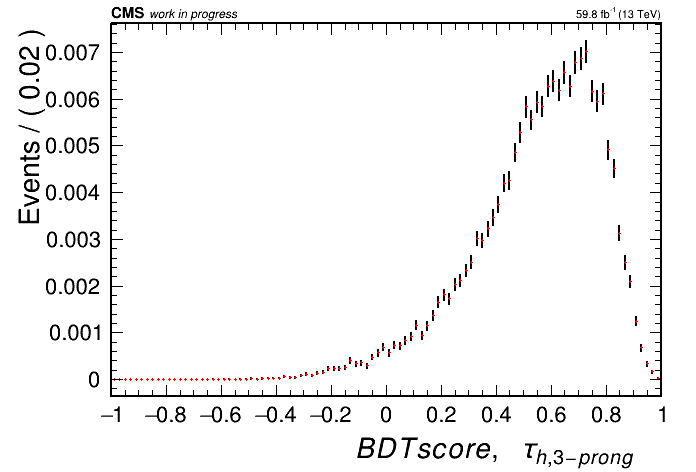 CMS work in progress
59.8 fb⁻¹ (13 TeV)
Events / ( 0.02 )
0.007
0.006
0.005
0.004
0.003
0.002
0.001
0
−1 −0.8 −0.6 −0.4 −0.2 0 0.2 0.4 0.6 0.8 1
BDTscore, τh,3−prong